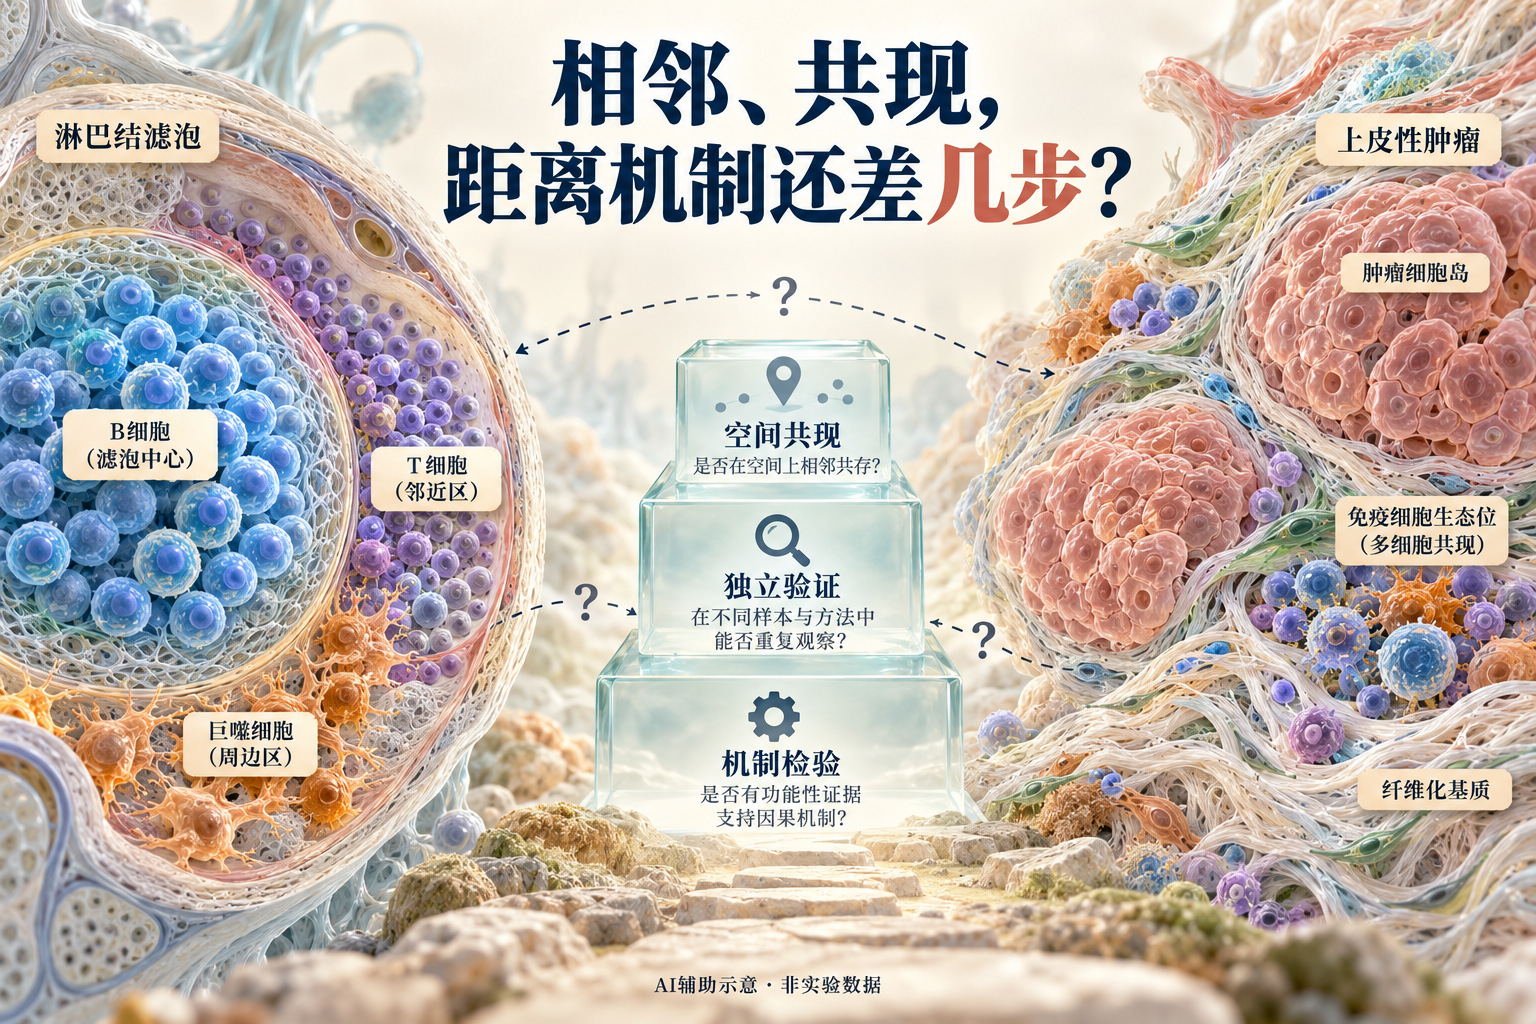 相邻、共现，
距离机制还差几步？
淋巴结滤泡
B细胞
（滤泡中心）
T细胞
（邻近区）
巨噬细胞
（周边区）
?
?
?
空间共现
是否在空间上相邻共存？
独立验证
在不同样本与方法中
能否重复观察？
机制检验
是否有功能性证据
支持因果机制？
上皮性肿瘤
肿瘤细胞岛
免疫细胞生态位
（多细胞共现）
纤维化基质
AI辅助示意·非实验数据